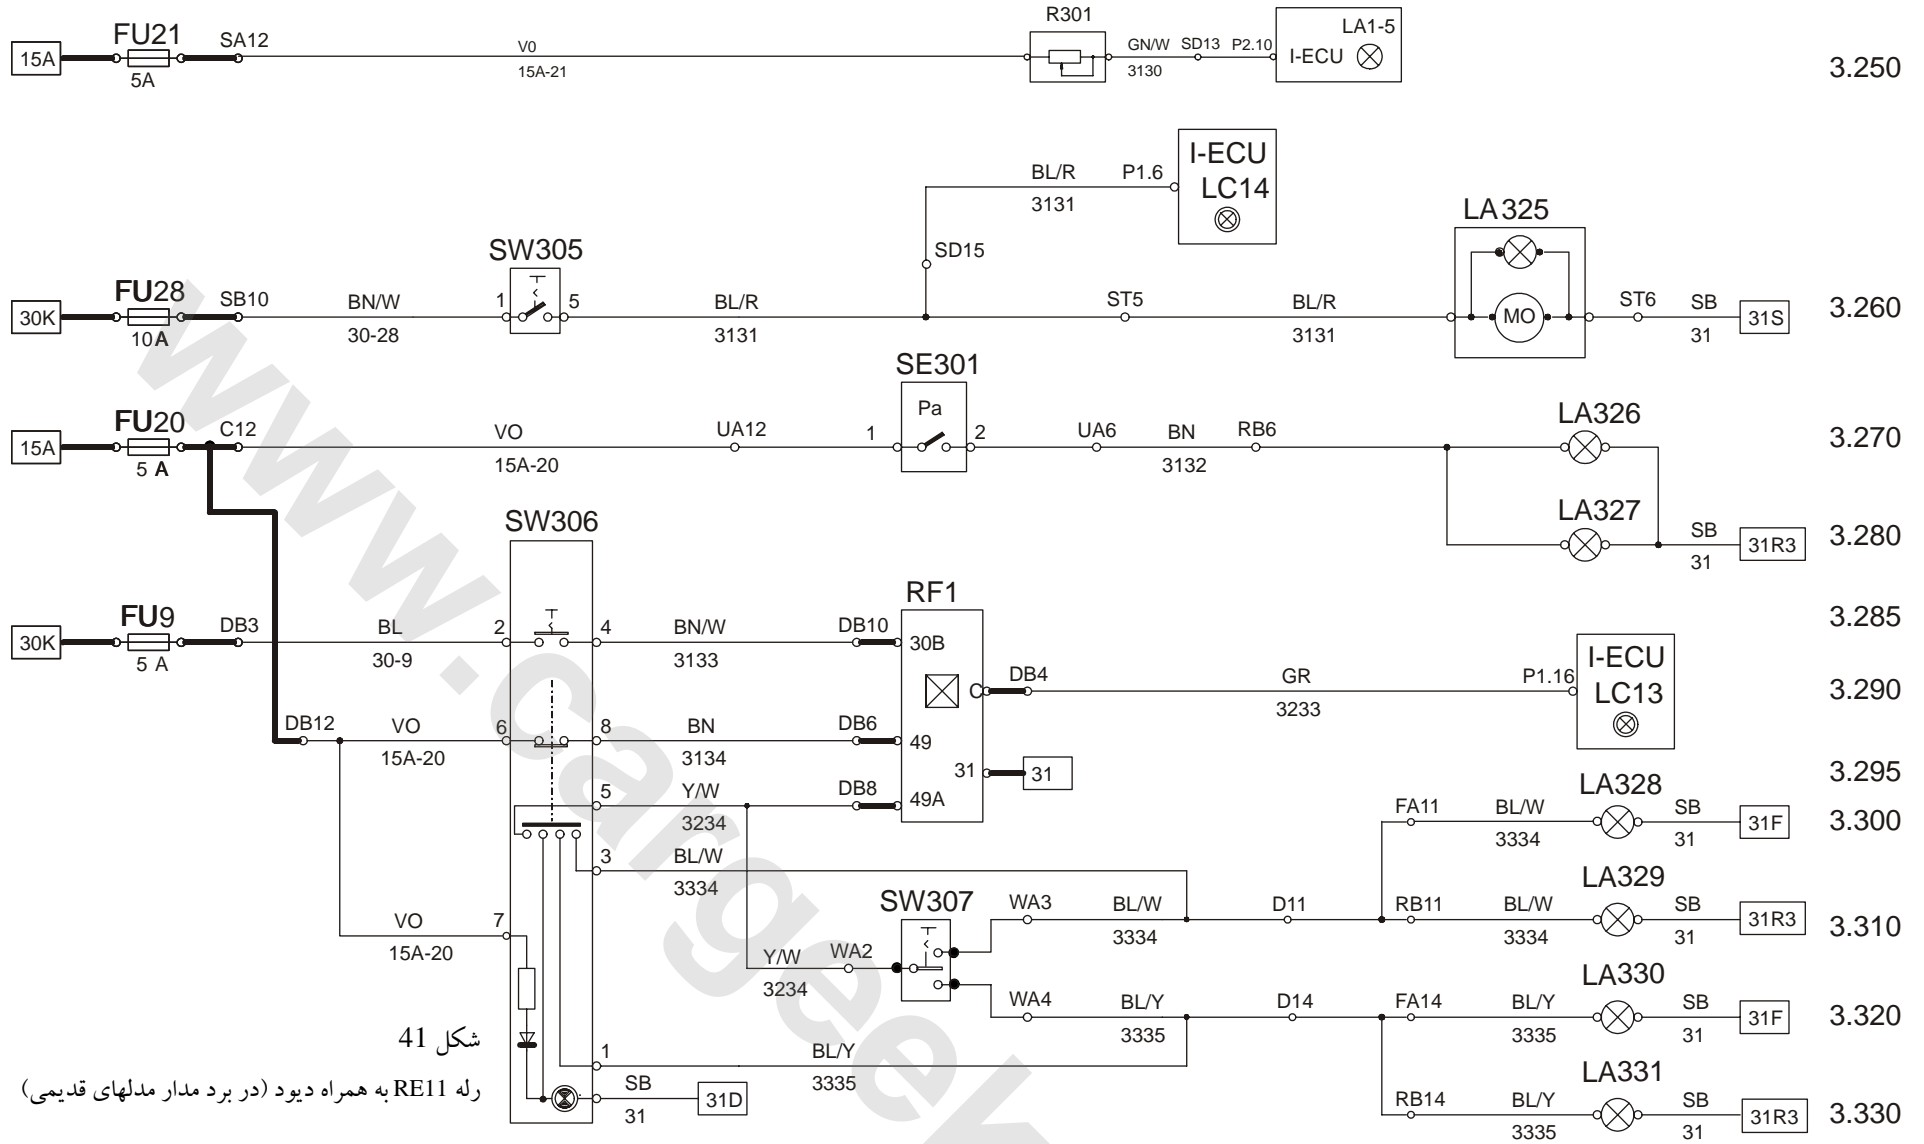 R301
FU21
SA12
V0
GN/W
SD13
P2.10
LA1-5
I-ECU
15A
5A
15A-21
3130
3.250
I-ECU
LC14
BL/R
P1.6
3131
SD15
LA325
SW305
FU28
SB10
BN/W
1
5
BL/R
ST5
BL/R
ST6
SB
30K
10A
30-28
3131
3131
MO
31
31S
3.260
SE301
Pa
FU20
C12
VO
UA12
1
2
UA6
BN
RB6
LA326
15A
5 A
15A-20
3132
3.270
LA327
SB
31
31R3
3.280
SW306
RF1
3.285
FU9
DB3
BL
2
4
BN/W
DB10
30B
30K
5 A
30-9
3133
I-ECU
LC13
C
DB4
GR
P1.16
3233
3.290
DB12
VO
6
8
BN
DB6
49
15A-20
3134
31
31
3.295
5
Y/W
DB8
49A
3234
LA328
FA11
BL/W
SB
3334
31
31F
3.300
3
BL/W
3334
LA329
SW307
WA3
BL/W
D11
RB11
BL/W
SB
3334
3334
31
31R3
3.310
VO
7
15A-20
Y/W
WA2
3234
LA330
WA4
BL/Y
D14
FA14
BL/Y
SB
3335
3335
31
31F
3.320
1
BL/Y
3335
LA331
RB14
BL/Y
SB
3335
31
31R3
3.330
SB
31
31D
شکل 41
رله RE11 به همراه دیود (در برد مدار مدلهای قدیمی)
www.cargeek